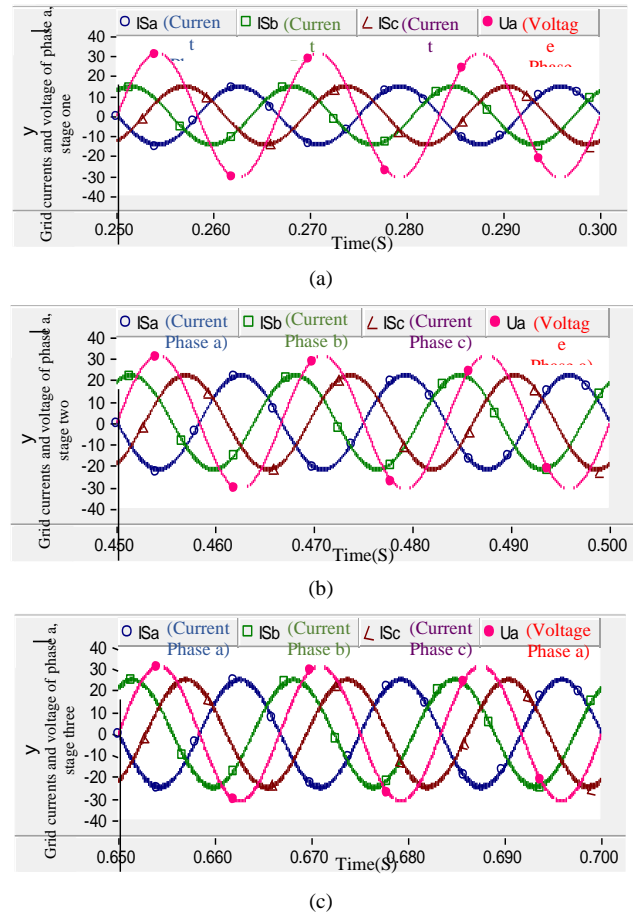 Grid currents and voltage of phase a,
stage one
y
ISa (Curren
t
ISb (Curren
t
ISc (Curren
t
Ua (Voltag
e
Phase
40
30
20
10
0
-10
-20
-30
-40
0.250 0.260 0.270 0.280 0.290 0.300
Time(S)
(a)
Grid currents and voltage of phase a,
stage two
y
ISa (Current
Phase a)
ISb (Current
Phase b)
ISc (Current
Phase c)
Ua (Voltag
e
Phase a)
40
30
20
10
0
-10
-20
-30
-40
0.450 0.460 0.470 0.480 0.490 0.500
Time(S)
(b)
Grid currents and voltage of phase a,
stage three
y
ISa (Current
Phase a)
ISb (Current
Phase b)
ISc (Current
Phase c)
Ua (Voltage
Phase a)
40
30
20
10
0
-10
-20
-30
-40
0.650 0.660 0.670 0.680 0.690 0.700
Time(S)
(c)